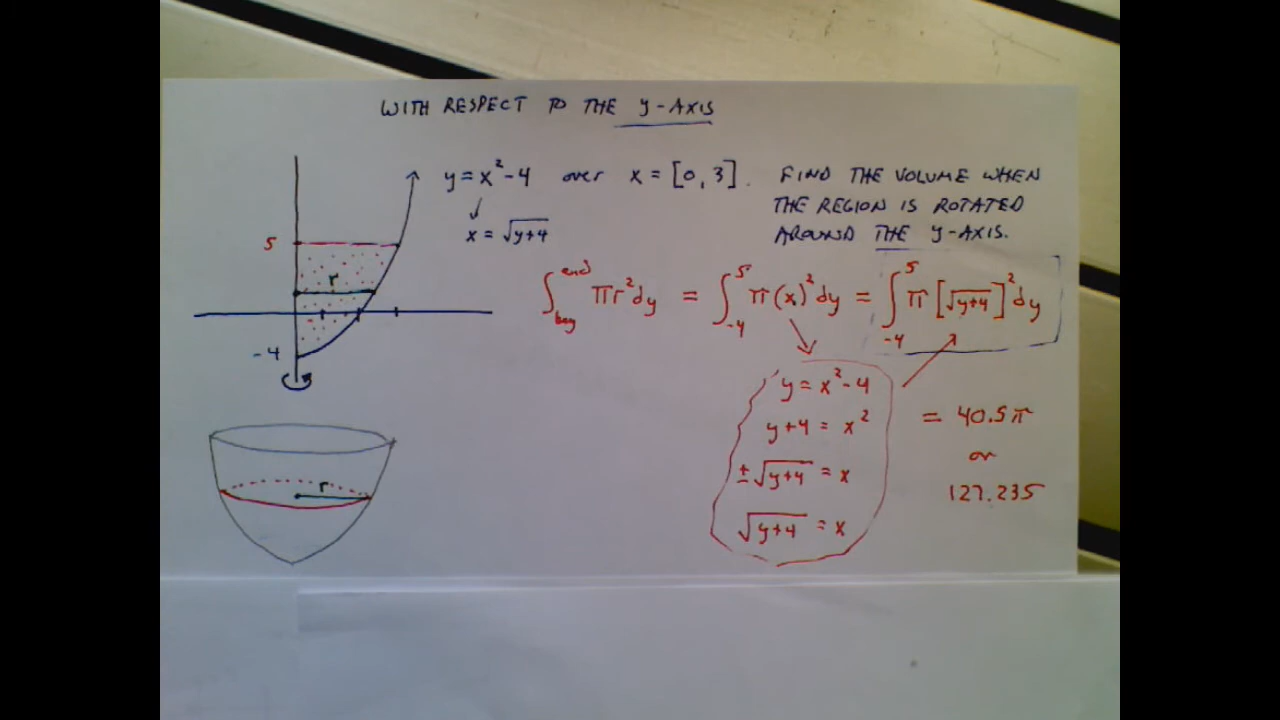 WITH RESPECT TO THE y-AXIS
y = x² - 4 over x = [0, 3]. FIND THE VOLUME WHEN
THE REGION IS ROTATED
AROUND THE y-AXIS.
x = √(y+4)
5
r
-4
∫_beg^end πr² dy = ∫_-4^5 π(x)² dy = ∫_-4^5 π[√(y+4)]² dy
y = x² - 4
y + 4 = x²
± √(y+4) = x
√(y+4) = x
= 40.5π
or
127.235
r